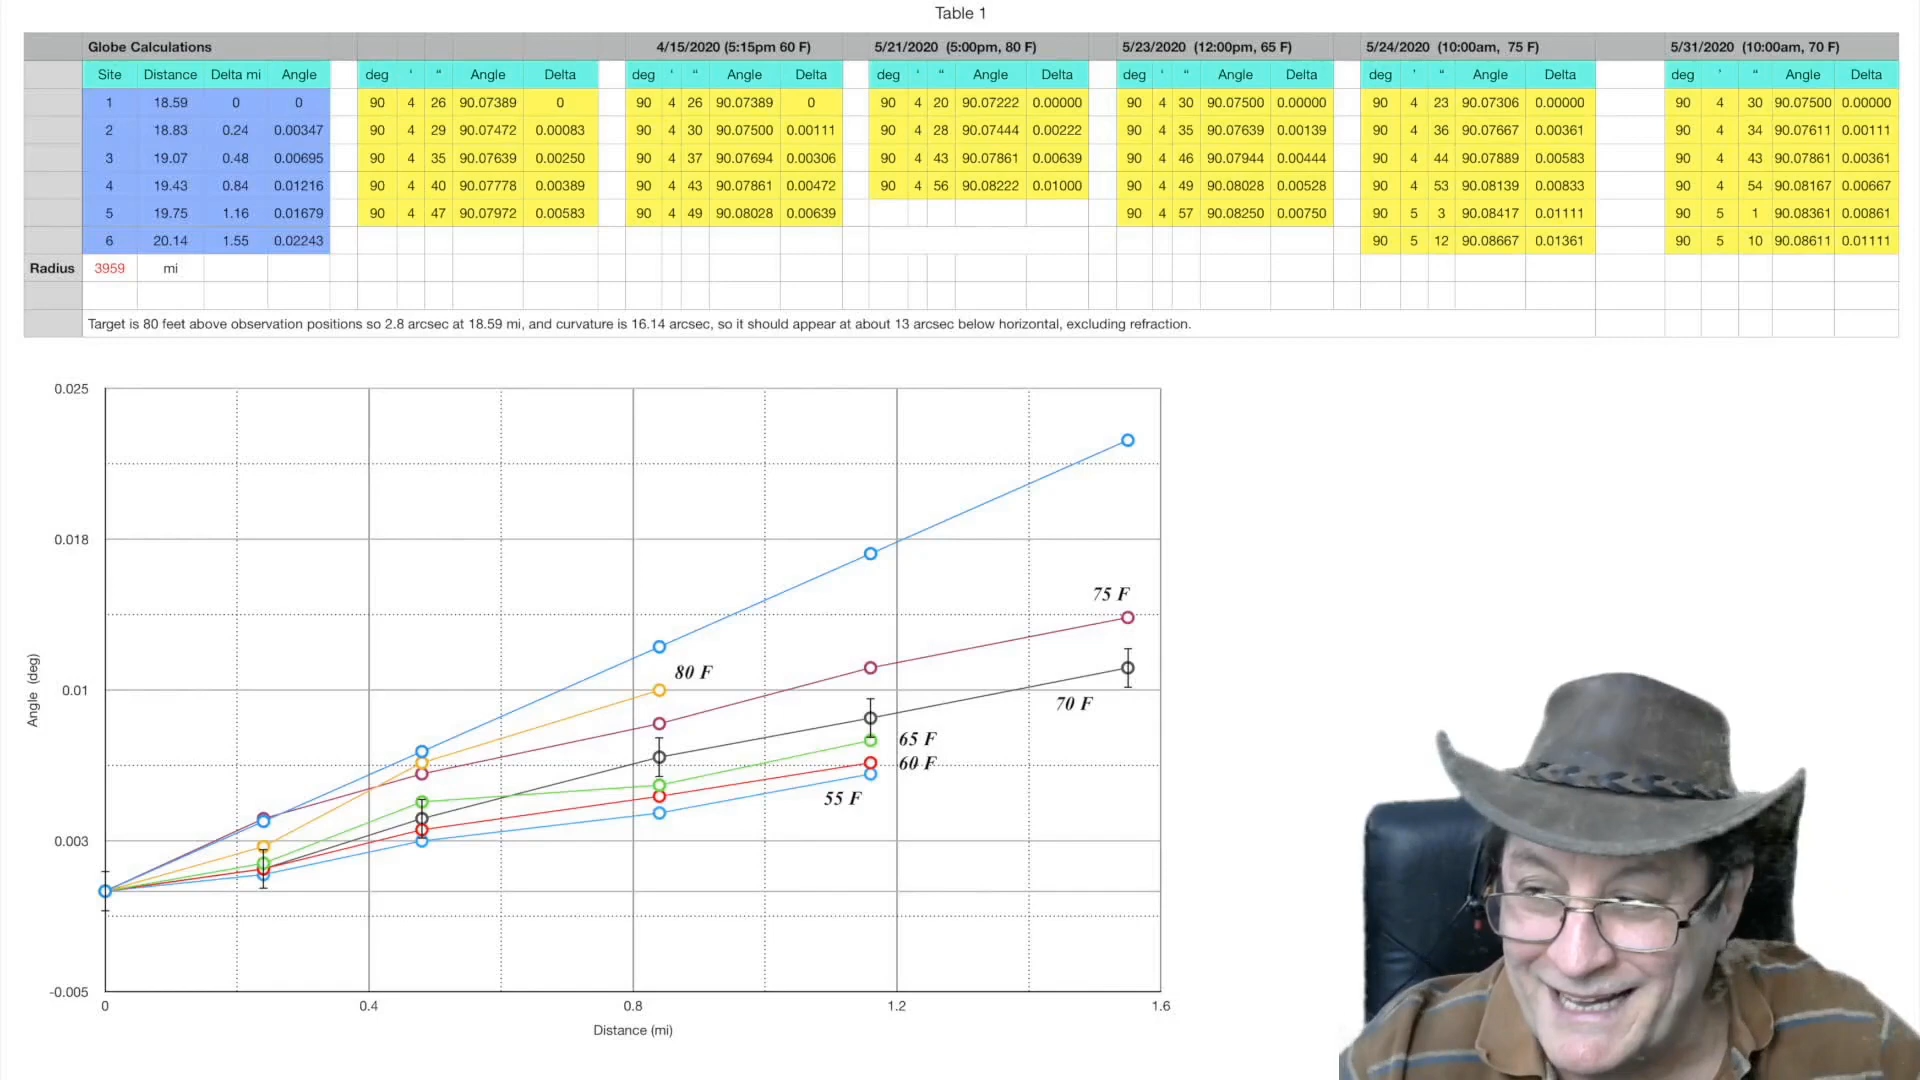 Table 1
Globe Calculations 4/15/2020 (5:15pm 60 F) 5/21/2020 (5:00pm, 80 F) 5/23/2020 (12:00pm, 65 F) 5/24/2020 (10:00am, 75 F) 5/31/2020 (10:00am, 70 F)
Site Distance Delta mi Angle deg ‘ “ Angle Delta deg ‘ “ Angle Delta deg ‘ “ Angle Delta deg ‘ “ Angle Delta deg ’ “ Angle Delta deg ’ “ Angle Delta
1 18.59 0 0 90 4 26 90.07389 0 90 4 26 90.07389 0 90 4 20 90.07222 0.00000 90 4 30 90.07500 0.00000 90 4 23 90.07306 0.00000 90 4 30 90.07500 0.00000
2 18.83 0.24 0.00347 90 4 29 90.07472 0.00083 90 4 30 90.07500 0.00111 90 4 28 90.07444 0.00222 90 4 35 90.07639 0.00139 90 4 36 90.07667 0.00361 90 4 34 90.07611 0.00111
3 19.07 0.48 0.00695 90 4 35 90.07639 0.00250 90 4 37 90.07694 0.00306 90 4 43 90.07861 0.00639 90 4 46 90.07944 0.00444 90 4 44 90.07889 0.00583 90 4 43 90.07861 0.00361
4 19.43 0.84 0.01216 90 4 40 90.07778 0.00389 90 4 43 90.07861 0.00472 90 4 56 90.08222 0.01000 90 4 49 90.08028 0.00528 90 4 53 90.08139 0.00833 90 4 54 90.08167 0.00667
5 19.75 1.16 0.01679 90 4 47 90.07972 0.00583 90 4 49 90.08028 0.00639 90 4 57 90.08250 0.00750 90 5 3 90.08417 0.01111 90 5 1 90.08361 0.00861
6 20.14 1.55 0.02243 90 5 12 90.08667 0.01361 90 5 10 90.08611 0.01111
Radius 3959 mi
Target is 80 feet above observation positions so 2.8 arcsec at 18.59 mi, and curvature is 16.14 arcsec, so it should appear at about 13 arcsec below horizontal, excluding refraction.
0.025
0.018
75 F
80 F
0.01
70 F
65 F
60 F
55 F
0.003
-0.005
Angle (deg)
0 0.4 0.8 1.2 1.6
Distance (mi)